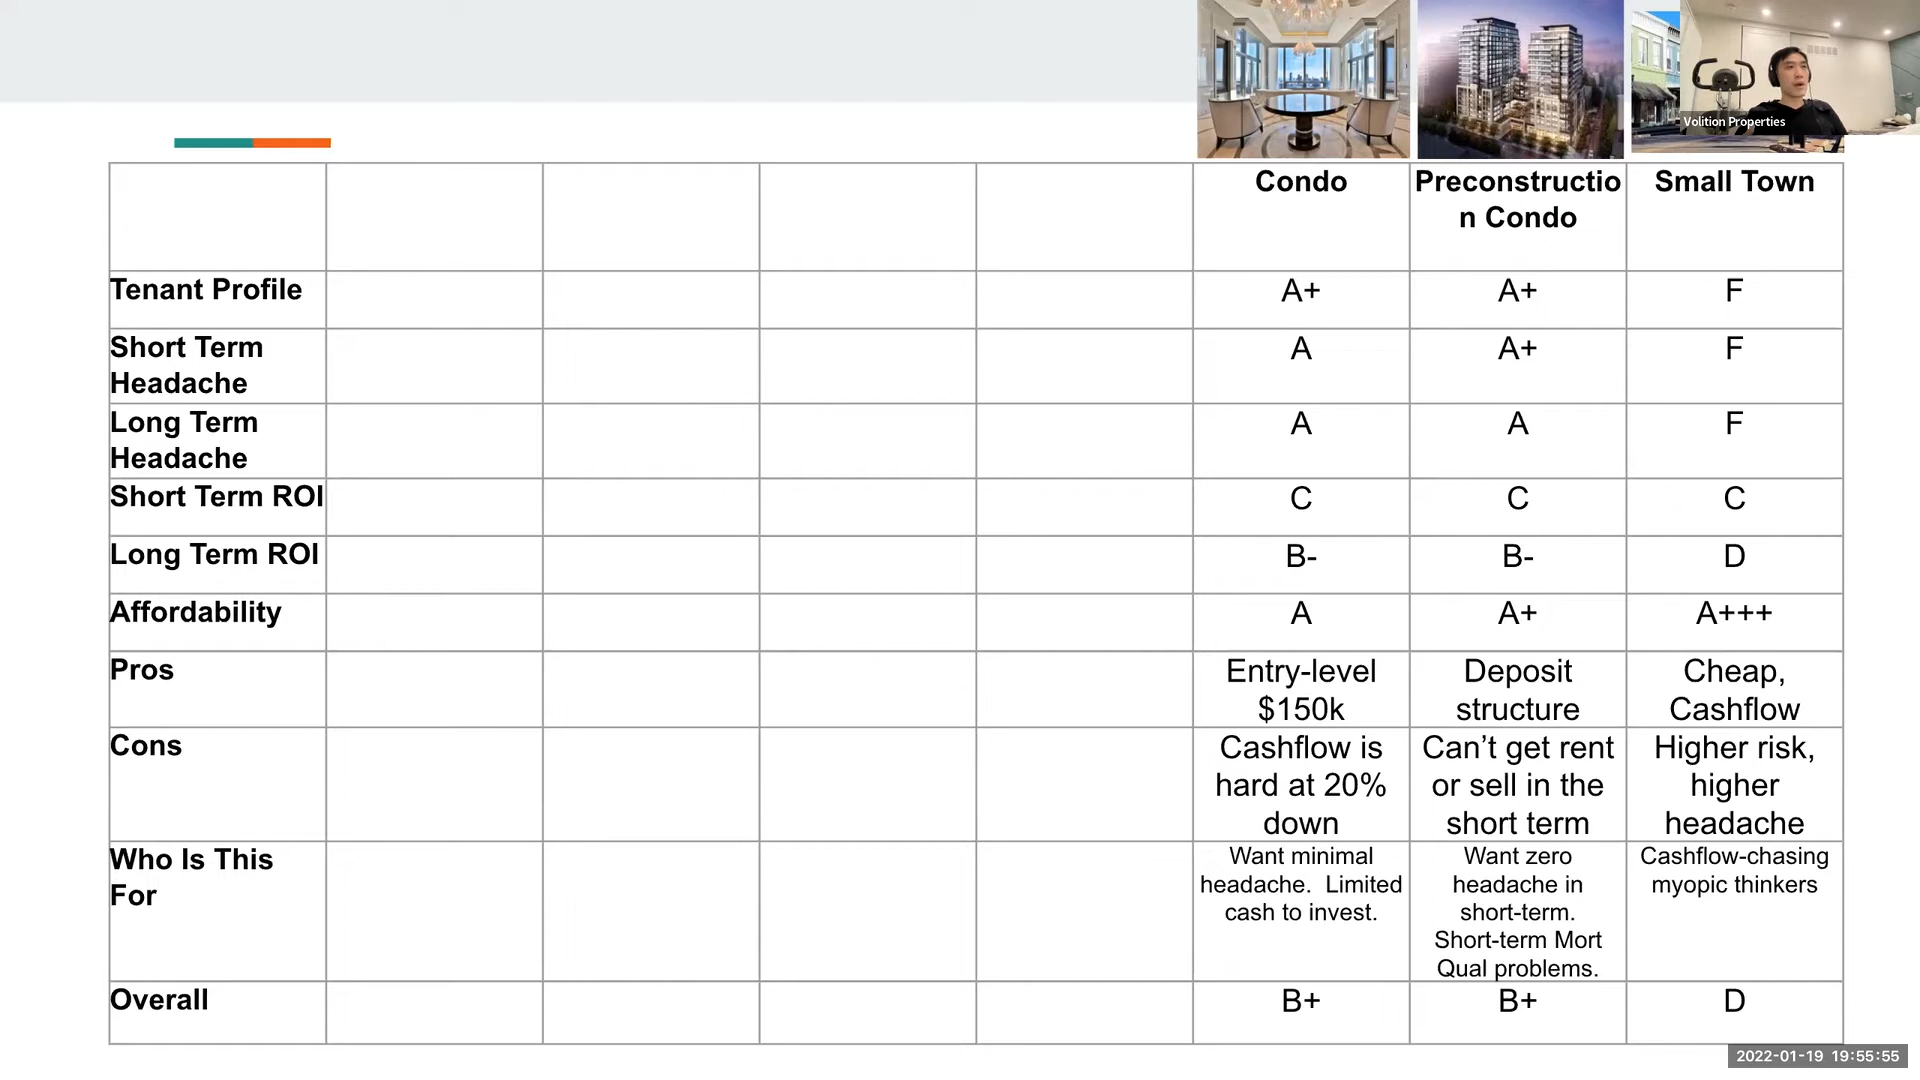 Volition Properties
Condo
Preconstructio
n Condo
Small Town
Tenant Profile
A+
A+
F
Short Term
Headache
A
A+
F
Long Term
Headache
A
A
F
Short Term ROI
C
C
C
Long Term ROI
B-
B-
D
Affordability
A
A+
A+++
Pros
Entry-level
$150k
Deposit
structure
Cheap,
Cashflow
Cons
Cashflow is
hard at 20%
down
Can’t get rent
or sell in the
short term
Higher risk,
higher
headache
Who Is This
For
Want minimal
headache.  Limited
cash to invest.
Want zero
headache in
short-term.
Short-term Mort
Qual problems.
Cashflow-chasing
myopic thinkers
Overall
B+
B+
D
2022-01-19 19:55:55